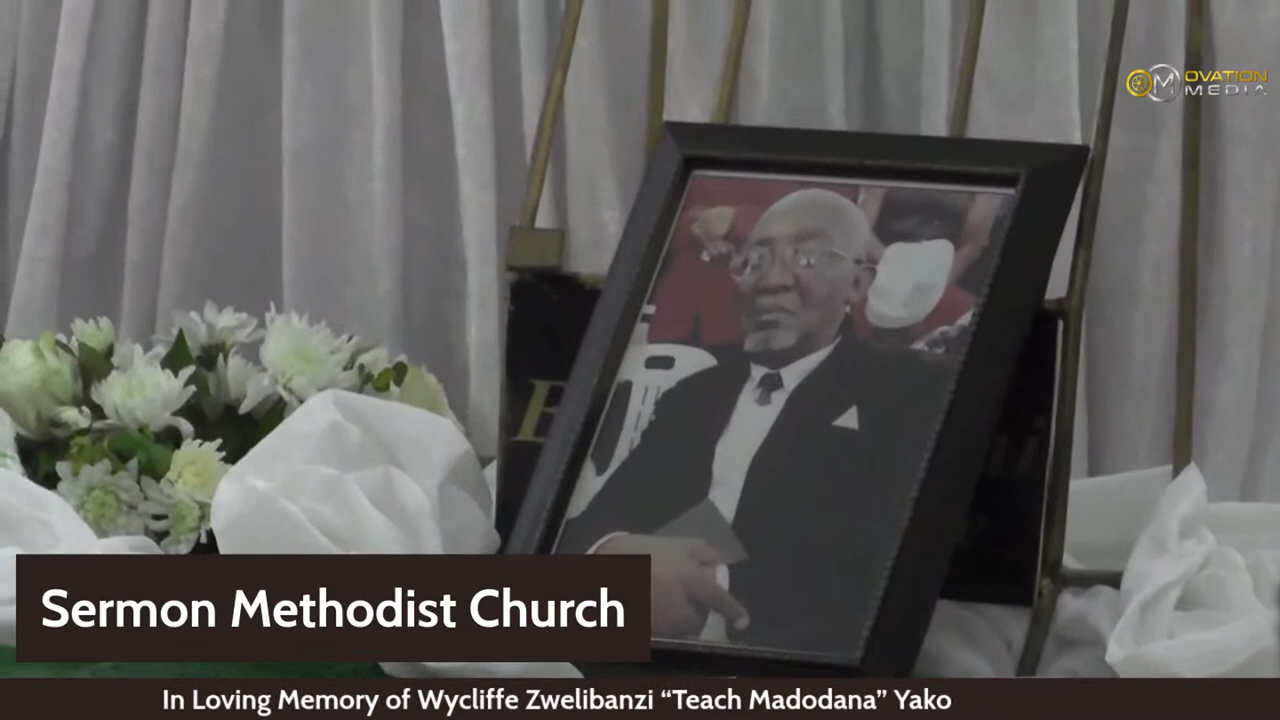 OVATION
MEDIA
Sermon Methodist Church
In Loving Memory of Wycliffe Zwelibanzi “Teach Madodana” Yako